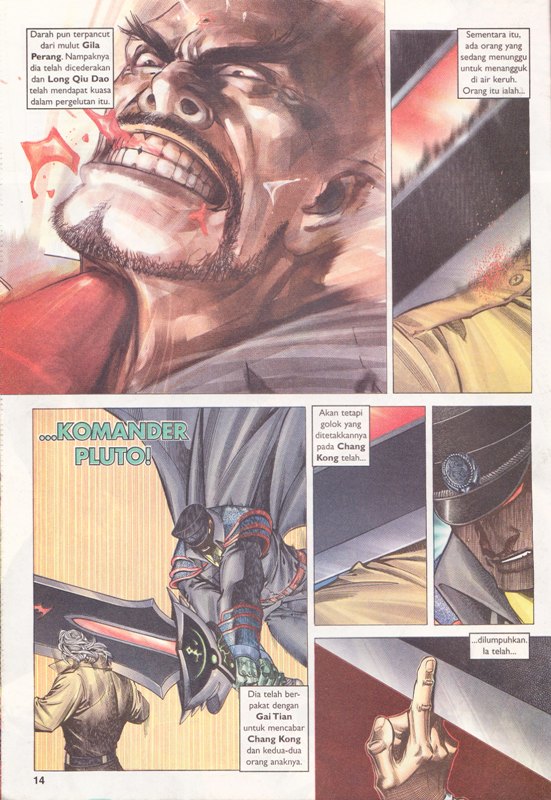 Darah pun terpancut
dari mulut Gila
Perang. Nampaknya
dia telah dicederakan
dan Long Qiu Dao
telah mendapat kuasa
dalam pergelutan itu.
Sementara itu,
ada orang yang
sedang menunggu
untuk menangguk
di air keruh.
Orang itu ialah...
...KOMANDER
PLUTO!
Dia telah ber-
pakat dengan
Gai Tian
untuk mencabar
Chang Kong
dan kedua-dua
orang anaknya.
Akan tetapi
golok yang
ditetakkannya
pada Chang
Kong telah...
...dilumpuhkan.
Ia telah...
14